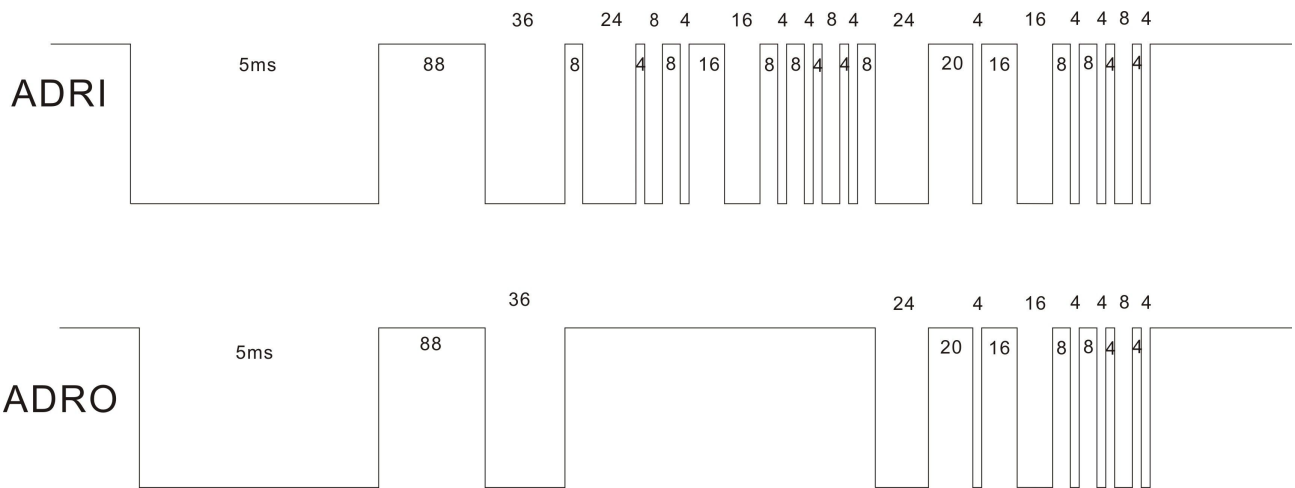 36 24 8 4 16 4 4 8 4 24 4 16 4 4 8 4
5ms 88 8 4 8 16 8 8 4 4 8 20 16 8 8 4 4
ADRI
36 24 4 16 4 4 8 4
5ms 88 20 16 8 8 4 4
ADRO